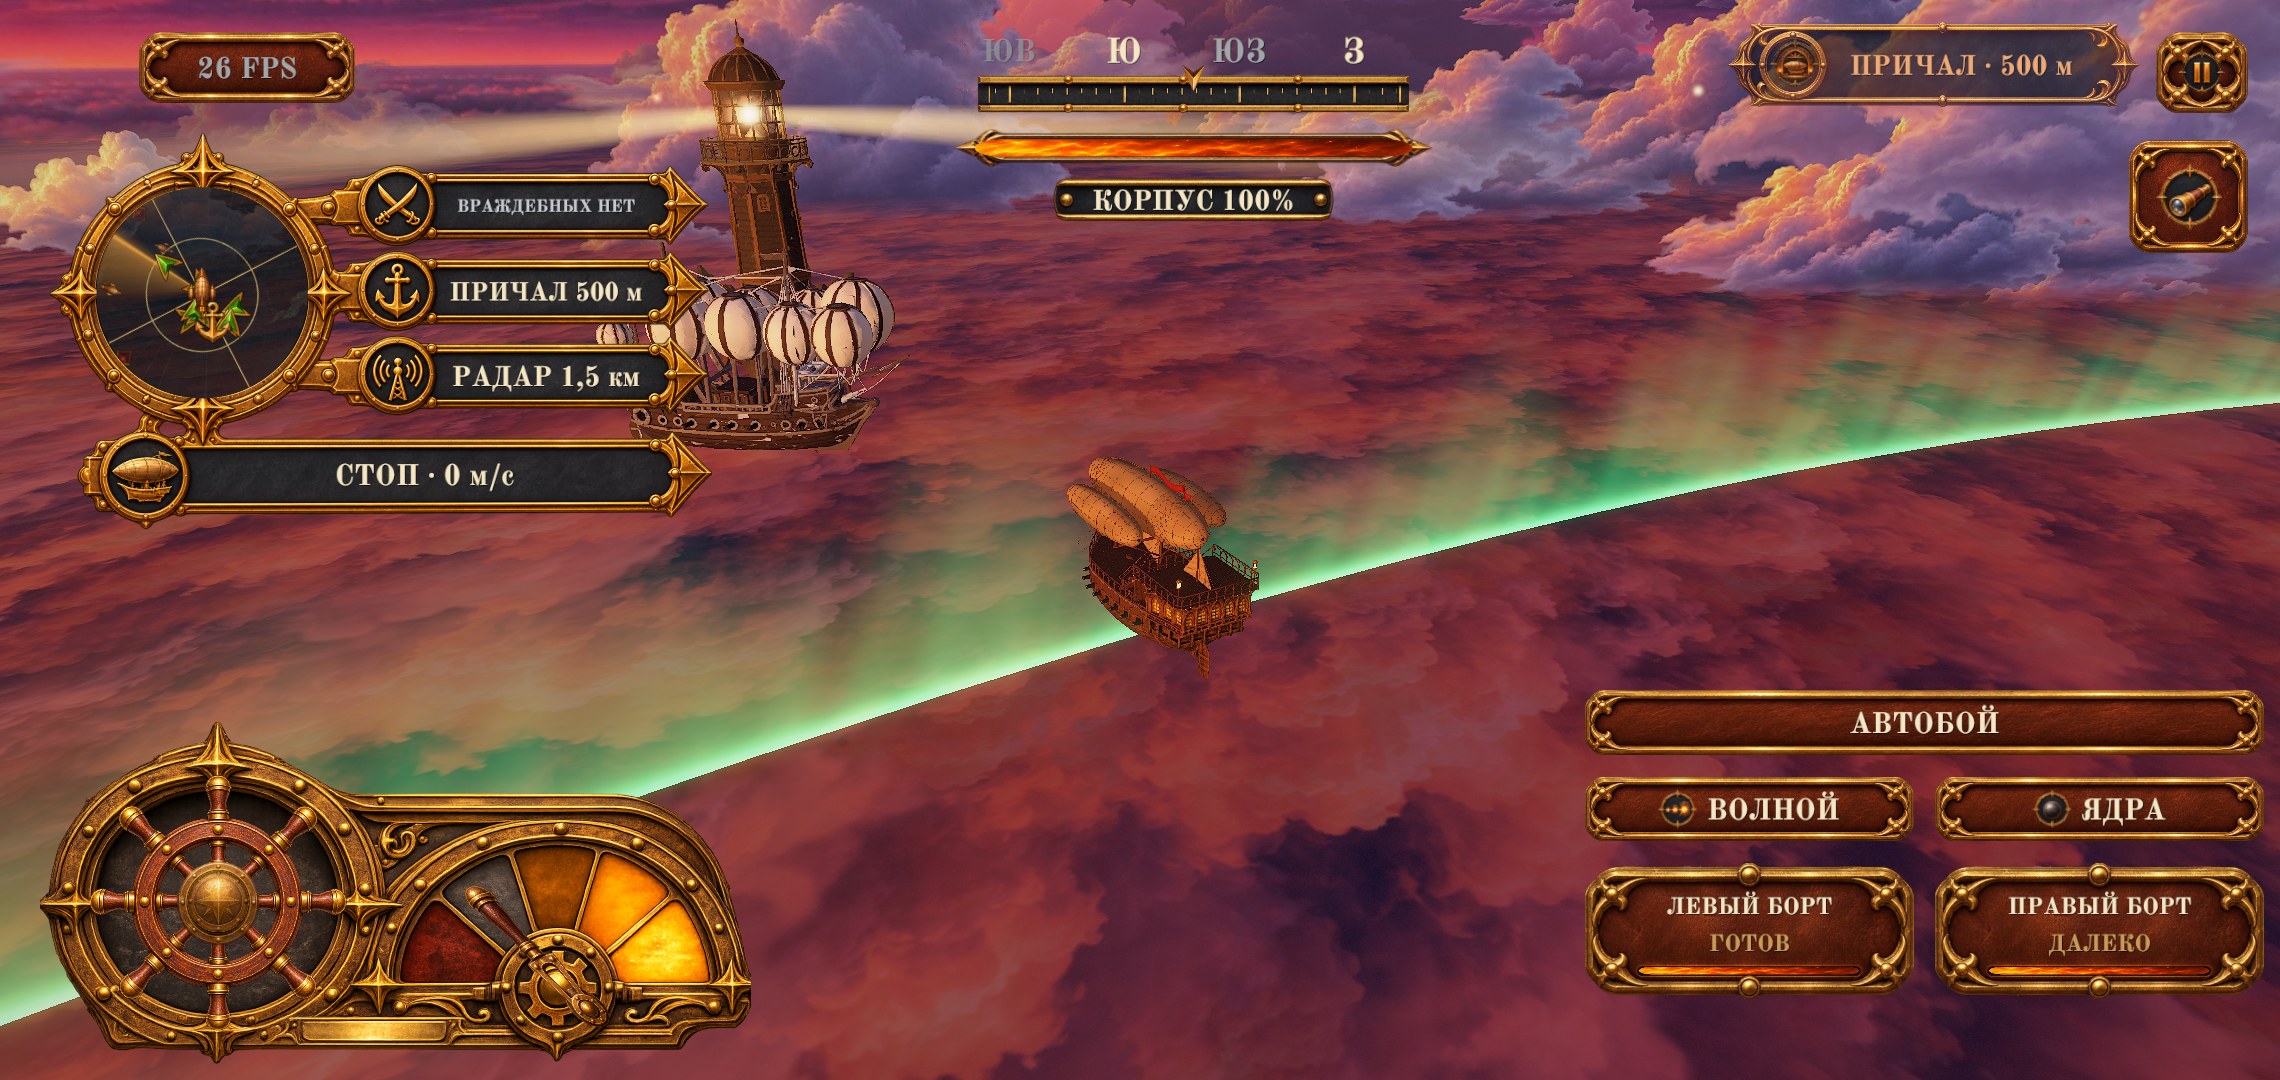 26 FPS
ЮВ Ю ЮЗ З
ПРИЧАЛ · 500 м
КОРПУС 100%
ВРАЖДЕБНЫХ НЕТ
ПРИЧАЛ 500 м
РАДАР 1,5 км
СТОП · 0 м/с
АВТОБОЙ
ВОЛНОЙ
ЯДРА
ЛЕВЫЙ БОРТ
ГОТОВ
ПРАВЫЙ БОРТ
ДАЛЕКО